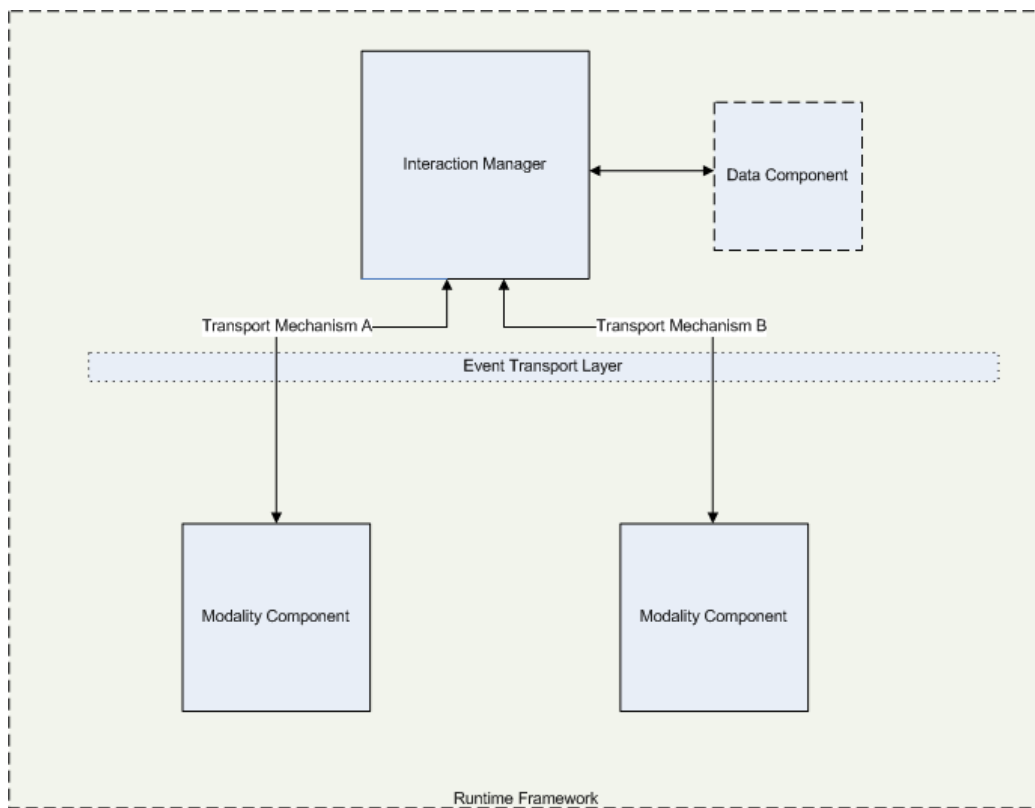 Interaction Manager
Data Component
Transport Mechanism A
Transport Mechanism B
Event Transport Layer
Modality Component
Modality Component
Runtime Framework